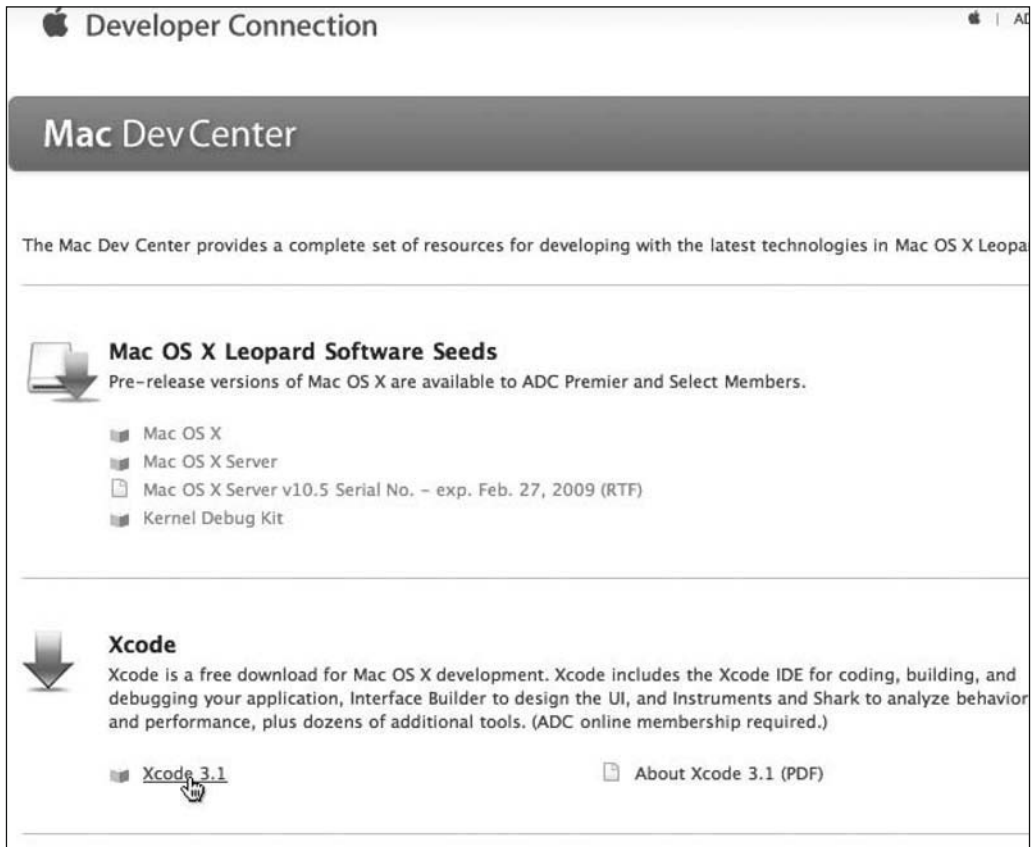 Developer Connection
|
Mac Dev Center
The Mac Dev Center provides a complete set of resources for developing with the latest technologies in Mac OS X
Mac OS X Leopard Software Seeds
Pre-release versions of Mac OS X are available to ADC Premier and Select Members.
Mac OS X
Mac OS X Server
Mac OS X Server v10.5 Serial No. – exp. Feb. 27, 2009 (RTF)
Kernel Debug Kit
Xcode
Xcode is a free download for Mac OS X development. Xcode includes the Xcode IDE for coding, building, and
debugging your application, Interface Builder to design the UI, and Instruments and Shark to analyze behavior
and performance, plus dozens of additional tools. (ADC online membership required.)
Xcode 3.1
About Xcode 3.1 (PDF)